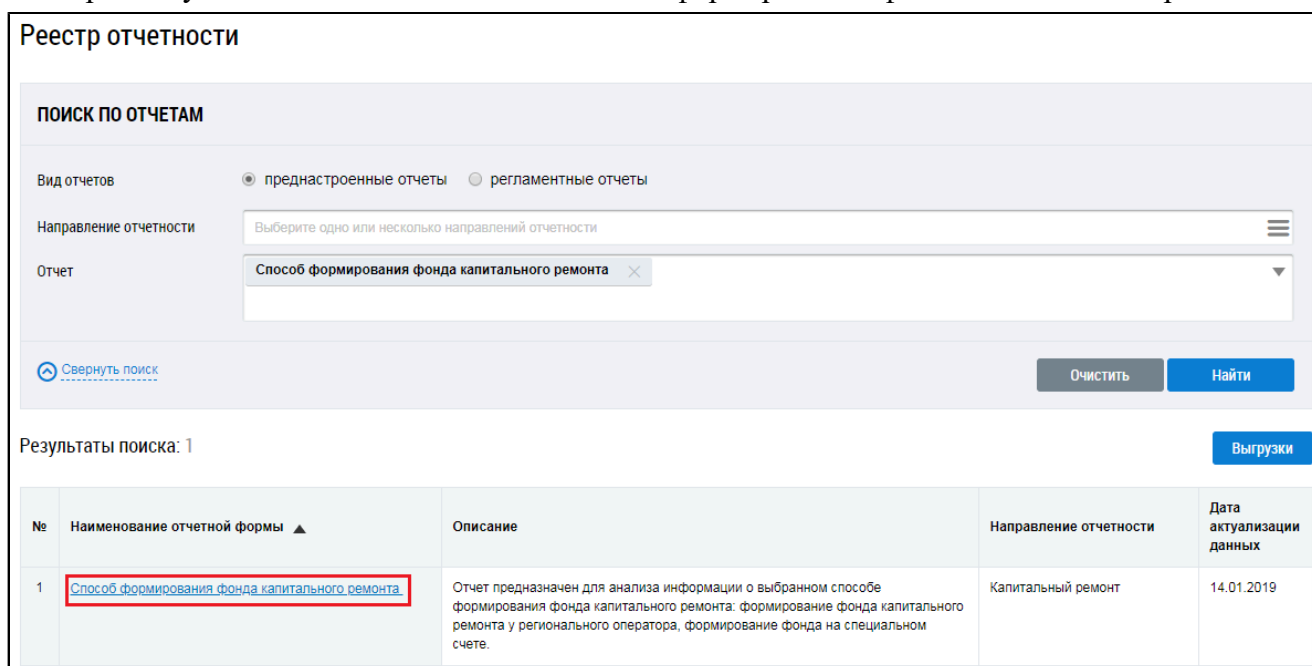 Реестр отчетности
ПОИСК ПО ОТЧЕТАМ
Вид отчетов преднастроенные отчеты регламентные отчеты
Направление отчетности Выберите одно или несколько направлений отчетности
Отчет Способ формирования фонда капитального ремонта
Свернуть поиск Очистить Найти
Результаты поиска: 1 Выгрузки
№ Наименование отчетной формы Описание Направление отчетности Дата
актуализации
данных
1 Способ формирования фонда капитального ремонта Отчет предназначен для анализа информации о выбранном способе Капитальный ремонт 14.01.2019
формирования фонда капитального ремонта: формирование фонда капитального
ремонта у регионального оператора, формирование фонда на специальном
счете.